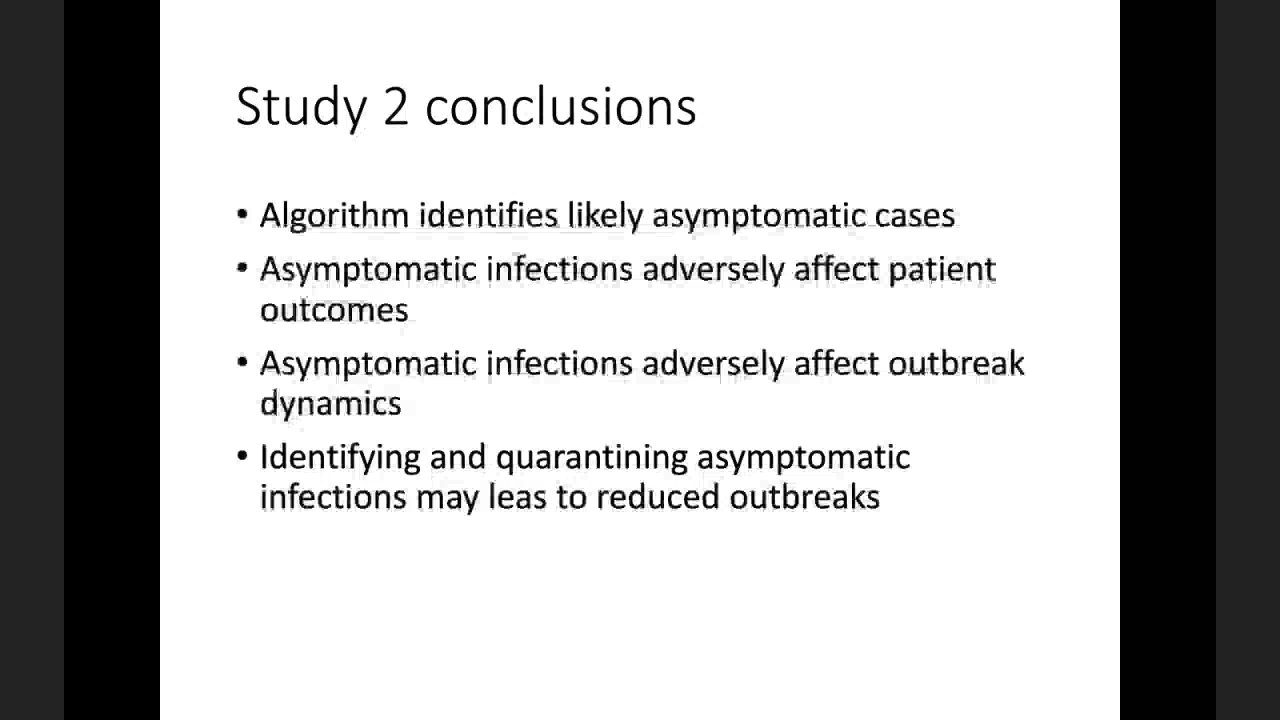 Study 2 conclusions
• Algorithm identifies likely asymptomatic cases
• Asymptomatic infections adversely affect patient
outcomes
• Asymptomatic infections adversely affect outbreak
dynamics
• Identifying and quarantining asymptomatic
infections may leas to reduced outbreaks